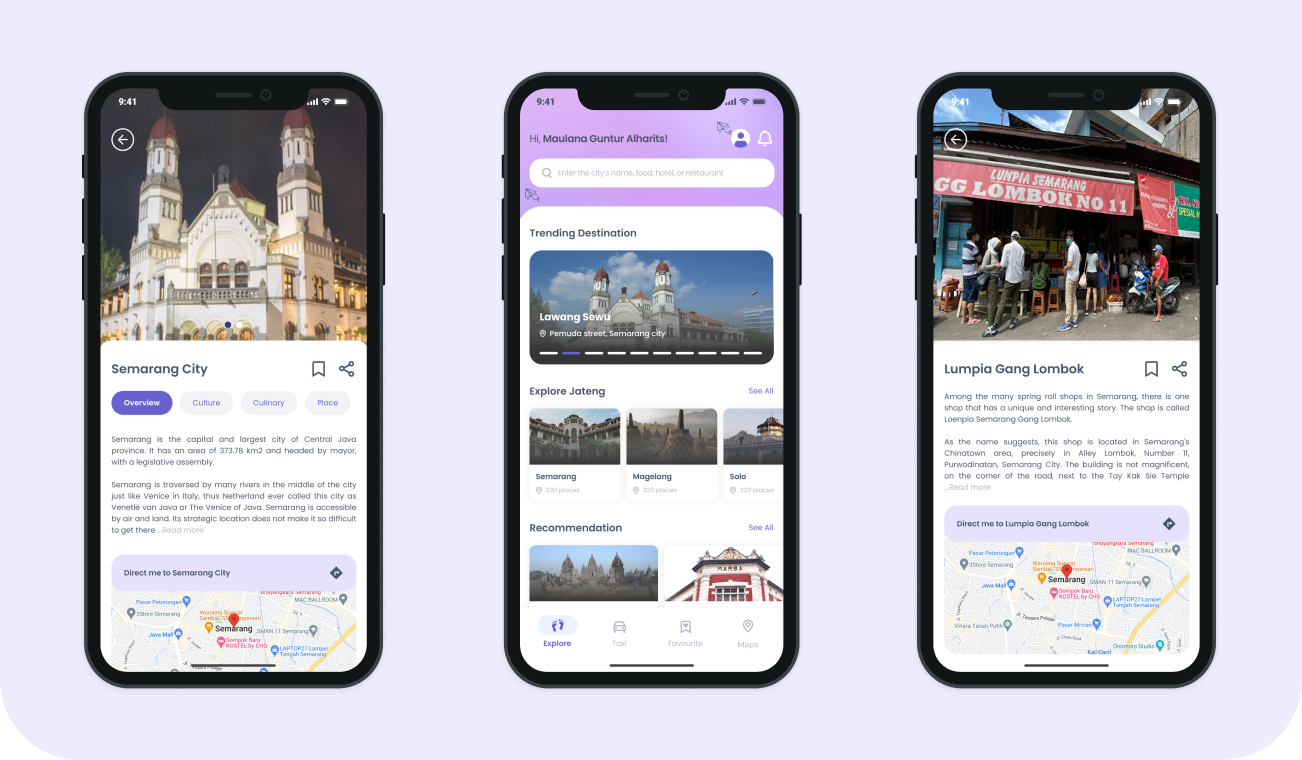 9:41
Semarang City
Overview
Culture
Culinary
Place
Semarang is the capital and largest city of Central Java
province. It has an area of 373.78 km2 and headed by mayor,
with a legislative assembly.
Semarang is traversed by many rivers in the middle of the city
just like Venice in Italy, thus Netherland ever called this city as
Venetië van Java or The Venice of Java. Semarang is accessible
by air and land. Its strategic location does not make it so difficult
to get there ...Read more
Direct me to Semarang City
Bhayangkara Semarang
MAC BALLROOM
Pasar Peterongan
3Store Semarang
Waroeng Spesial
Semarang
Java Mall
SMAN 11 Semarang
Sompok Baru
KOSTEL by CHG
LAPTOP27 Lamper
Tengah Semarang
9:41
Hi, Maulana Guntur Alharits!
Enter the city's name, food, hotel, or restaurant
Trending Destination
Lawang Sewu
Pemuda street, Semarang city
Explore Jateng
See All
Semarang
230 places
Magelang
320 places
Solo
320 places
Recommendation
See All
MAMBA
Explore
Taxi
Favourite
Maps
9:41
LUNPIA SEMARANG
GG LOMBOK NO 11
Lumpia Gang Lombok
Among the many spring roll shops in Semarang, there is one
shop that has a unique and interesting story. The shop is called
Loenpia Semarang Gang Lombok.
As the name suggests, this shop is located in Semarang's
Chinatown area, precisely in Alley Lombok, Number 11,
Purwodinatan, Semarang City. The building is not magnificent,
on the corner of the road, next to the Tay Kak Sie Temple
...Read more
Direct me to Lumpia Gang Lombok
Bhayangkara Semarang
MAC BALLROOM
Pasar Peterongan
3Store Semarang
Waroeng Spesial
Semarang
Java Mall
SMAN 11 Semarang
Sompok Baru
KOSTEL by CHG
LAPTOP27 Lamper
Tengah Semarang
Vihara Tanah Putih
Pasar Mrican
Onomoto Studio
Kali Cacil